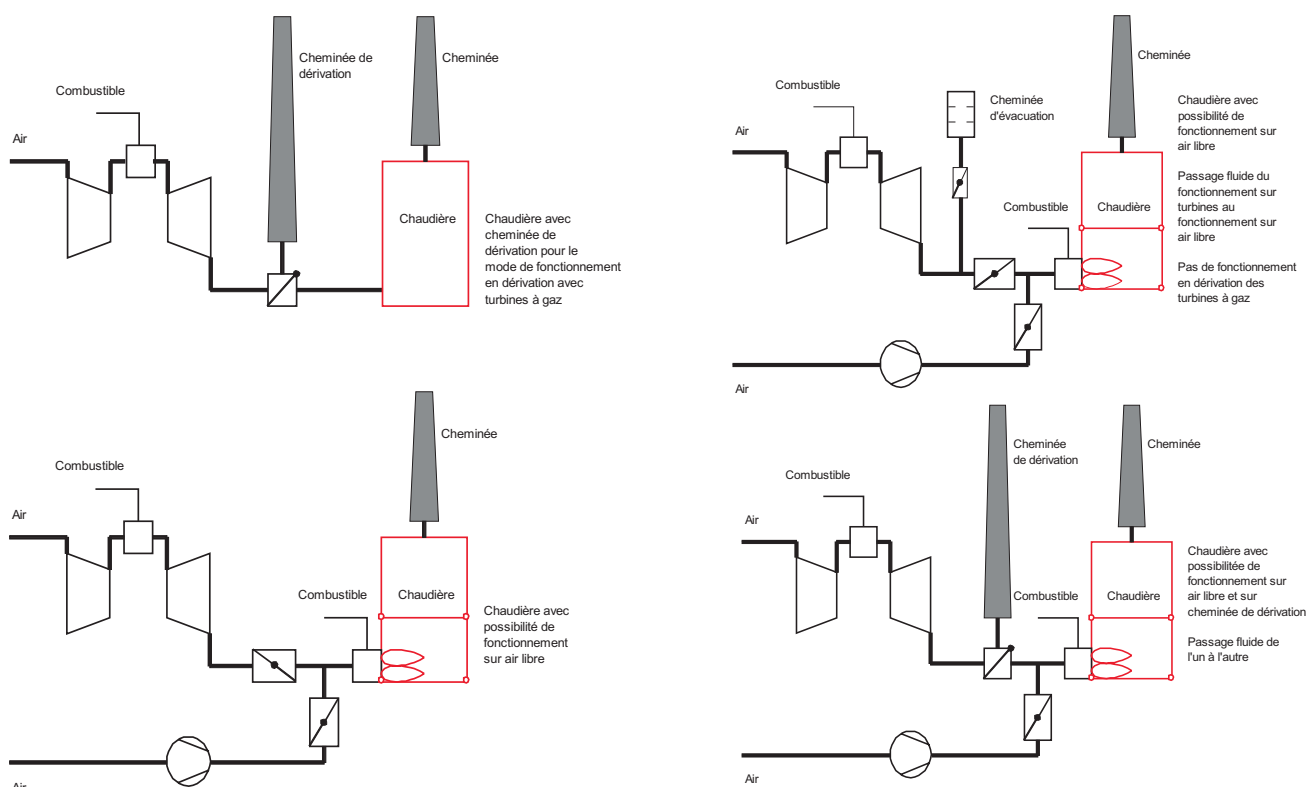 Cheminée de
dérivation
Cheminée
Combustible
Air
Chaudière
Chaudière avec
cheminée de
dérivation pour le
mode de fonctionnement
en dérivation avec
turbines à gaz
Cheminée
Combustible
Cheminée
d'évacuation
Air
Combustible
Chaudière
Chaudière avec
possibilité de
fonctionnement sur
air libre
Passage fluide du
fonctionnement sur
turbines au
fonctionnement sur
air libre
Pas de fonctionnement
en dérivation des
turbines à gaz
Air
Cheminée
Combustible
Air
Combustible
Chaudière
Chaudière avec
possibilité de
fonctionnement
sur air libre
Air
Cheminée
de dérivation
Cheminée
Combustible
Air
Combustible
Chaudière
Chaudière avec
possibilitée de
fonctionnement sur
air libre et sur
cheminée de dérivation
Passage fluide de
l'un à l'autre
Air